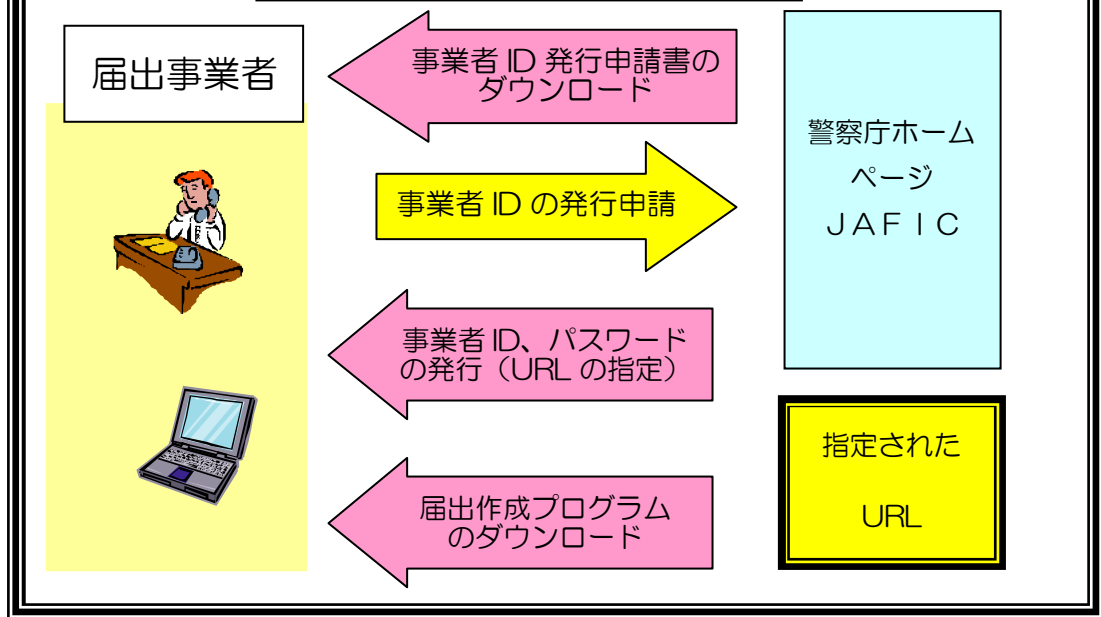 届出事業者
事業者 ID 発行申請書の
ダウンロード
警察庁ホーム
ページ
ＪＡＦＩＣ
事業者 ID の発行申請
事業者 ID、パスワード
の発行（URL の指定）
指定された
URL
届出作成プログラム
のダウンロード